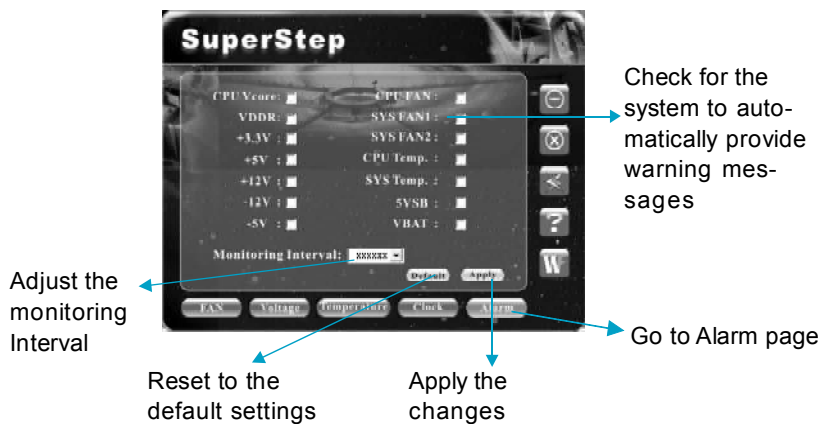 SuperStep
CPU Vcore:
VDDR:
+3.3V :
+5V :
+12V :
-12V :
-5V :
CPU FAN :
SYS FAN1 :
SYS FAN2 :
CPU Temp. :
SYS Temp. :
5VSB :
VBAT :
Monitoring Interval: xxxxxx
Default Apply
FAN Voltage Temperature Clock Alarm
?
W
Check for the
system to auto-
matically provide
warning mes-
sages
Adjust the
monitoring
Interval
Go to Alarm page
Reset to the
default settings
Apply the
changes